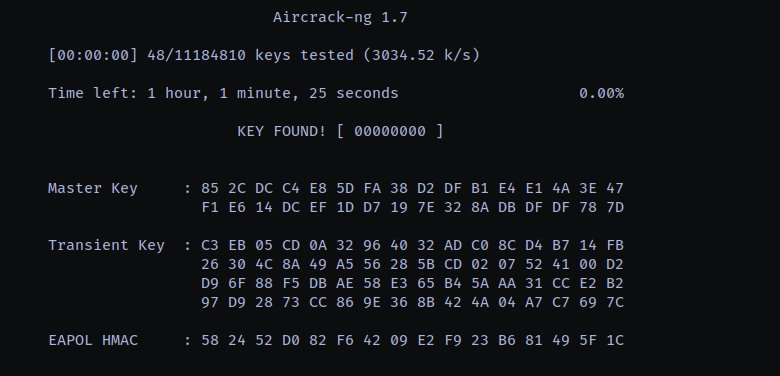 Aircrack-ng 1.7
[00:00:00] 48/11184810 keys tested (3034.52 k/s)
Time left: 1 hour, 1 minute, 25 seconds 0.00%
KEY FOUND! [ 00000000 ]
Master Key : 85 2C DC C4 E8 5D FA 38 D2 DF B1 E4 E1 4A 3E 47
F1 E6 14 DC EF 1D D7 19 7E 32 8A DB DF DF 78 7D
Transient Key : C3 EB 05 CD 0A 32 96 40 32 AD C0 8C D4 B7 14 FB
26 30 4C 8A 49 A5 56 28 5B CD 02 07 52 41 00 D2
D9 6F 88 F5 DB AE 58 E3 65 B4 5A AA 31 CC E2 B2
97 D9 28 73 CC 86 9E 36 8B 42 4A 04 A7 C7 69 7C
EAPOL HMAC : 58 24 52 D0 82 F6 42 09 E2 F9 23 B6 81 49 5F 1C